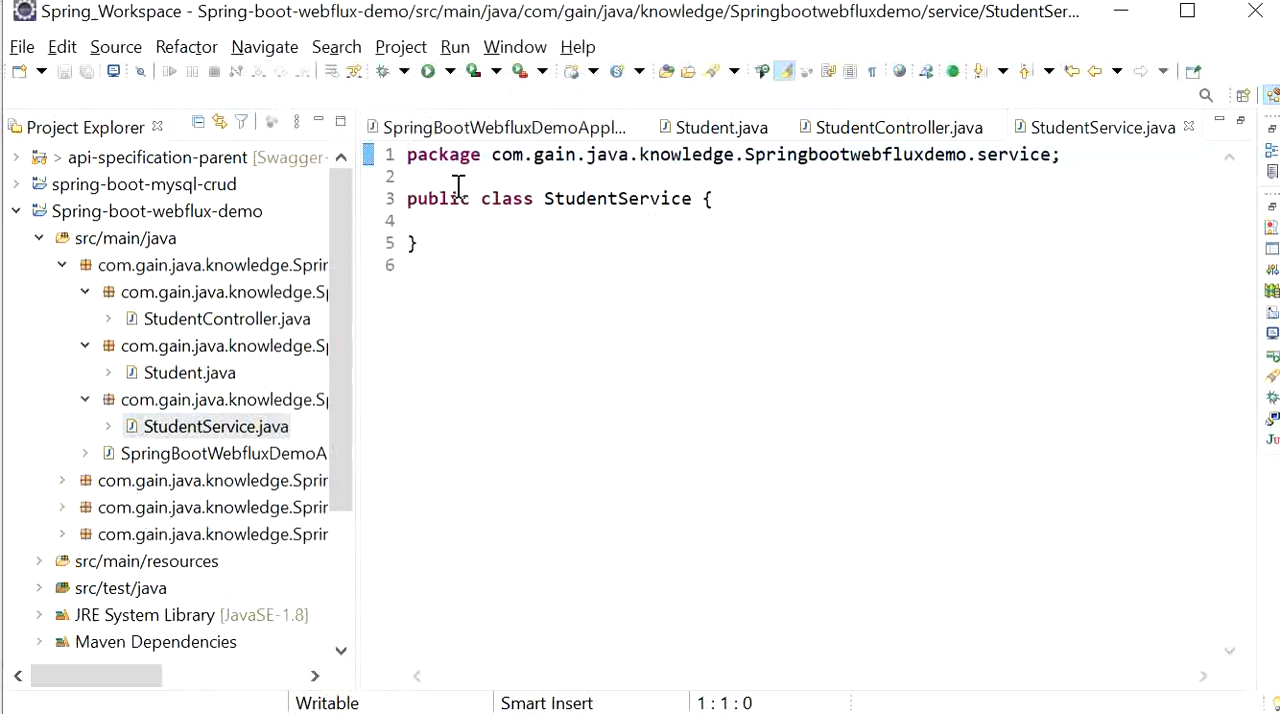 Spring_Workspace - Spring-boot-webflux-demo/src/main/java/com/gain/java/knowledge/Springbootwebfluxdemo/service/StudentSer...
File Edit Source Refactor Navigate Search Project Run Window Help
Project Explorer
SpringBootWebfluxDemoAppl...
Student.java
StudentController.java
StudentService.java
> api-specification-parent [Swagger-
spring-boot-mysql-crud
Spring-boot-webflux-demo
src/main/java
com.gain.java.knowledge.Sprir
com.gain.java.knowledge.Sp
StudentController.java
com.gain.java.knowledge.Sp
Student.java
com.gain.java.knowledge.Sp
StudentService.java
SpringBootWebfluxDemoA
com.gain.java.knowledge.Sprir
com.gain.java.knowledge.Sprir
com.gain.java.knowledge.Sprir
src/main/resources
src/test/java
JRE System Library [JavaSE-1.8]
Maven Dependencies
1 package com.gain.java.knowledge.Springbootwebfluxdemo.service;
2
3 public class StudentService {
4
5 }
6
Ju
Writable
Smart Insert
1 : 1 : 0